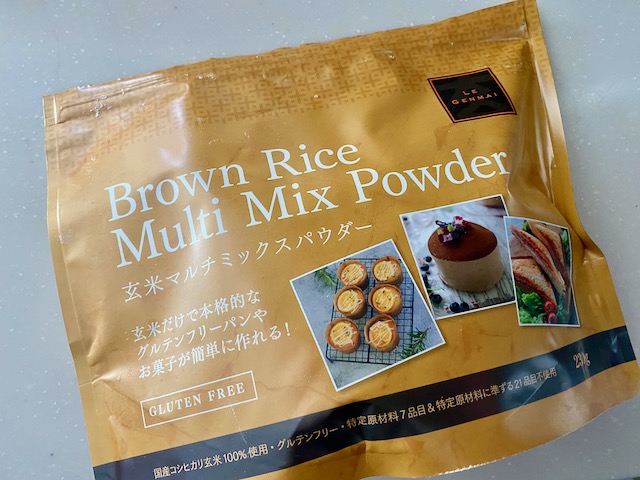 LE
GENMAI
Brown Rice
Multi Mix Powder
玄米マルチミックスパウダー
玄米だけで本格的な
グルテンフリーパンや
お菓子が簡単に作れる！
GLUTEN FREE
230g
国産コシヒカリ玄米100%使用・グルテンフリー・特定原材料7品目&特定原材料に準ずる21品目不使用